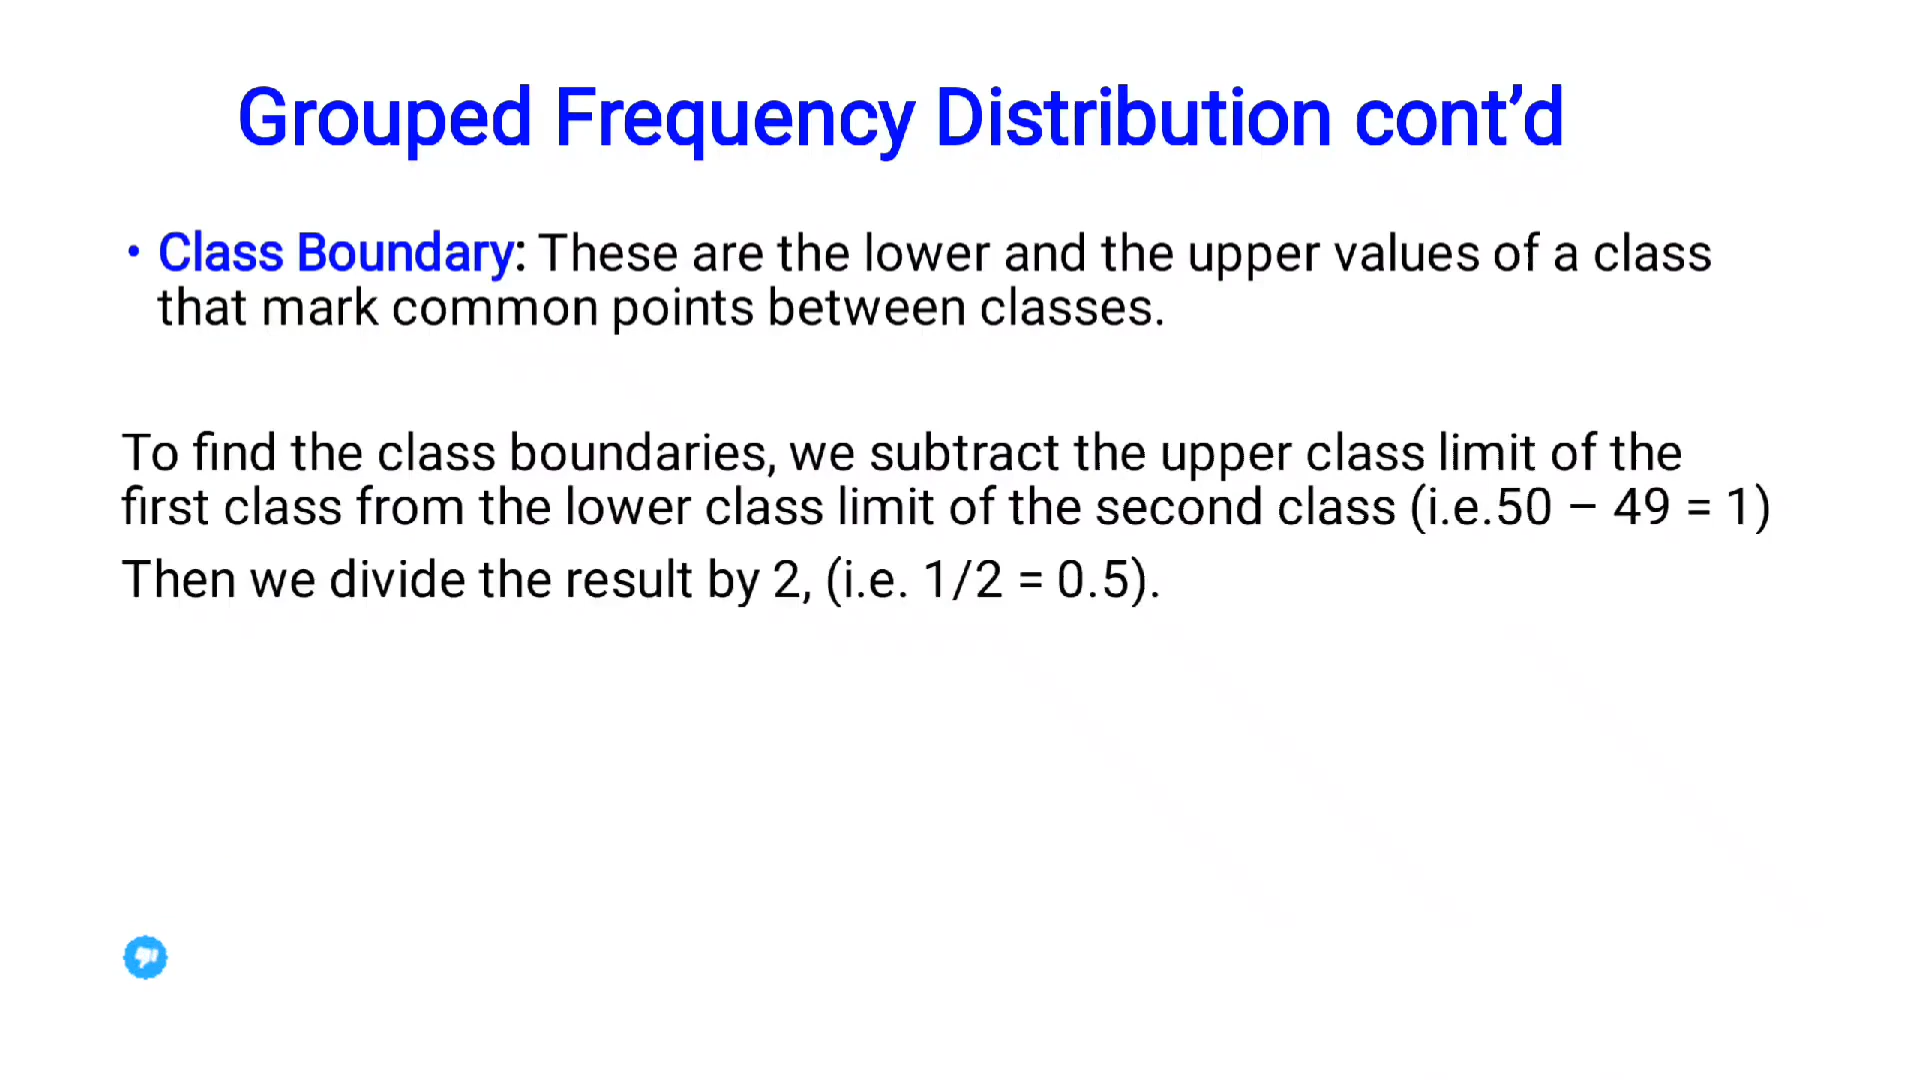 Grouped Frequency Distribution cont’d
• Class Boundary: These are the lower and the upper values of a class
that mark common points between classes.
To find the class boundaries, we subtract the upper class limit of the
first class from the lower class limit of the second class (i.e.50 – 49 = 1)
Then we divide the result by 2, (i.e. 1/2 = 0.5).